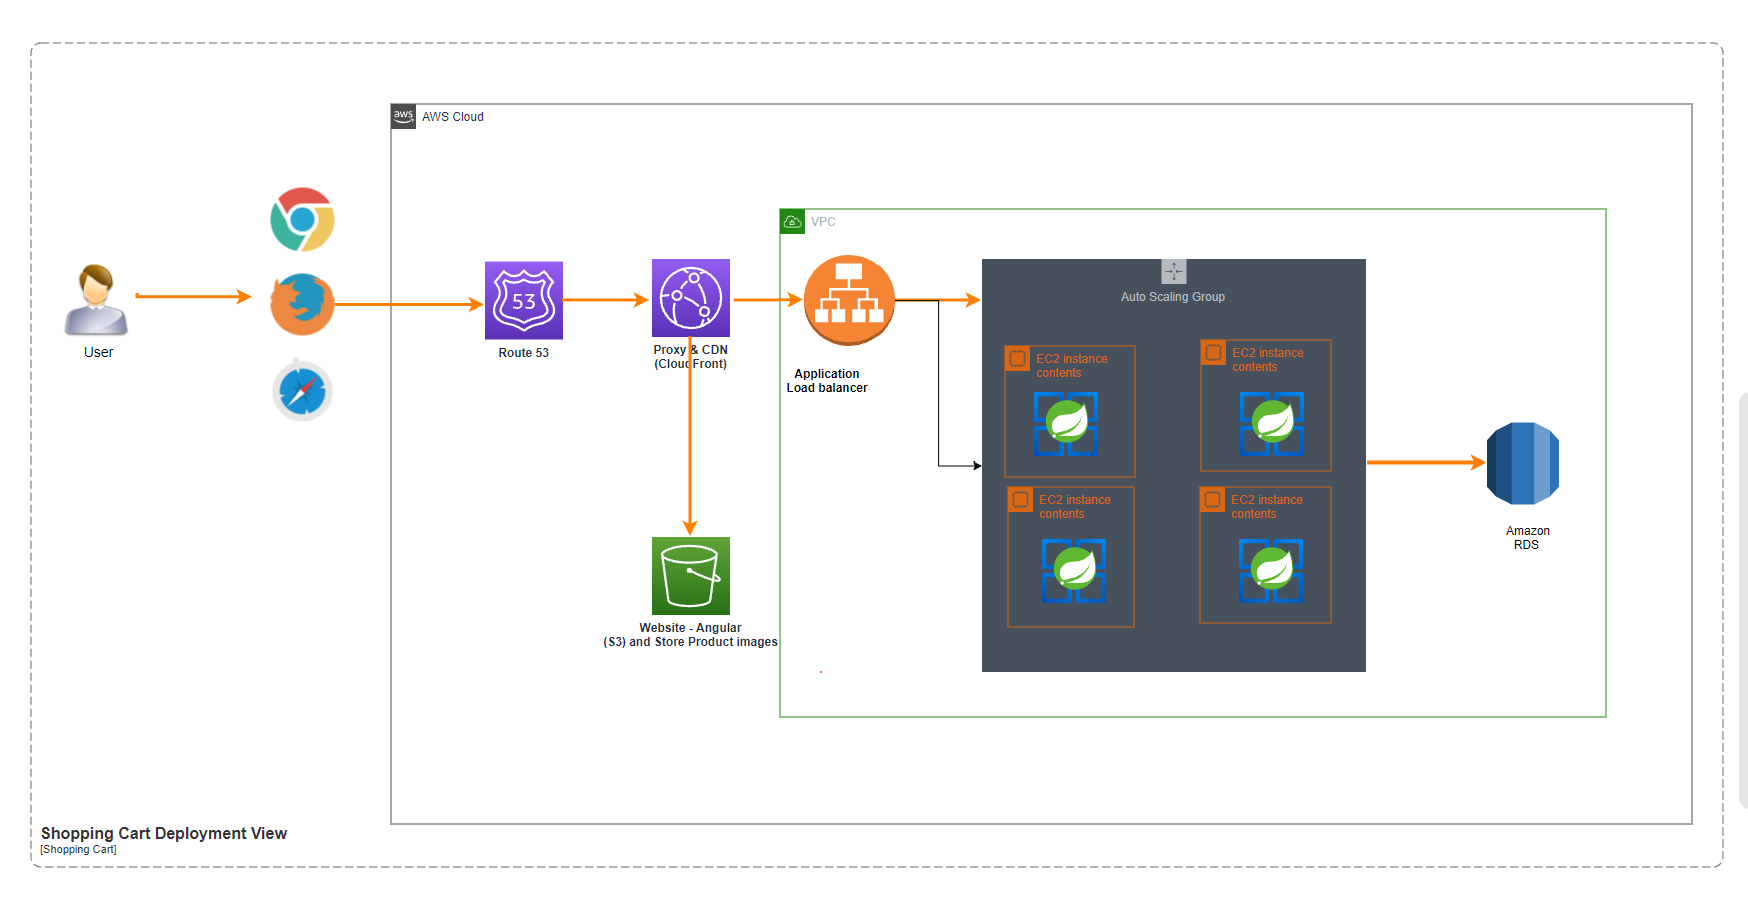 aws
AWS Cloud
VPC
Auto Scaling Group
User
53
Route 53
Proxy & CDN
(CloudFront)
Application
Load balancer
EC2 instance
contents
EC2 instance
contents
EC2 instance
contents
EC2 instance
contents
Amazon
RDS
Website - Angular
(S3) and Store Product images
Shopping Cart Deployment View
[Shopping Cart]